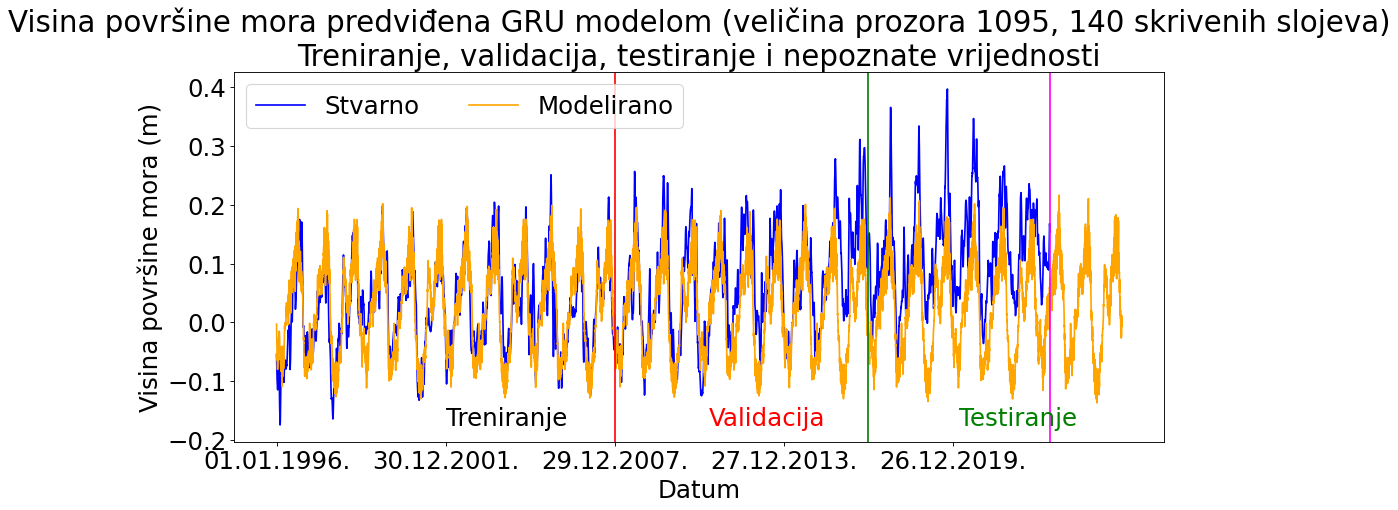 Visina površine mora predviđena GRU modelom (veličina prozora 1095, 140 skrivenih slojeva)
Treniranje, validacija, testiranje i nepoznate vrijednosti
Stvarno Modelirano
Visina površine mora (m)
0.4
0.3
0.2
0.1
0.0
−0.1
−0.2
Treniranje Validacija Testiranje
01.01.1996. 30.12.2001. 29.12.2007. 27.12.2013. 26.12.2019.
Datum